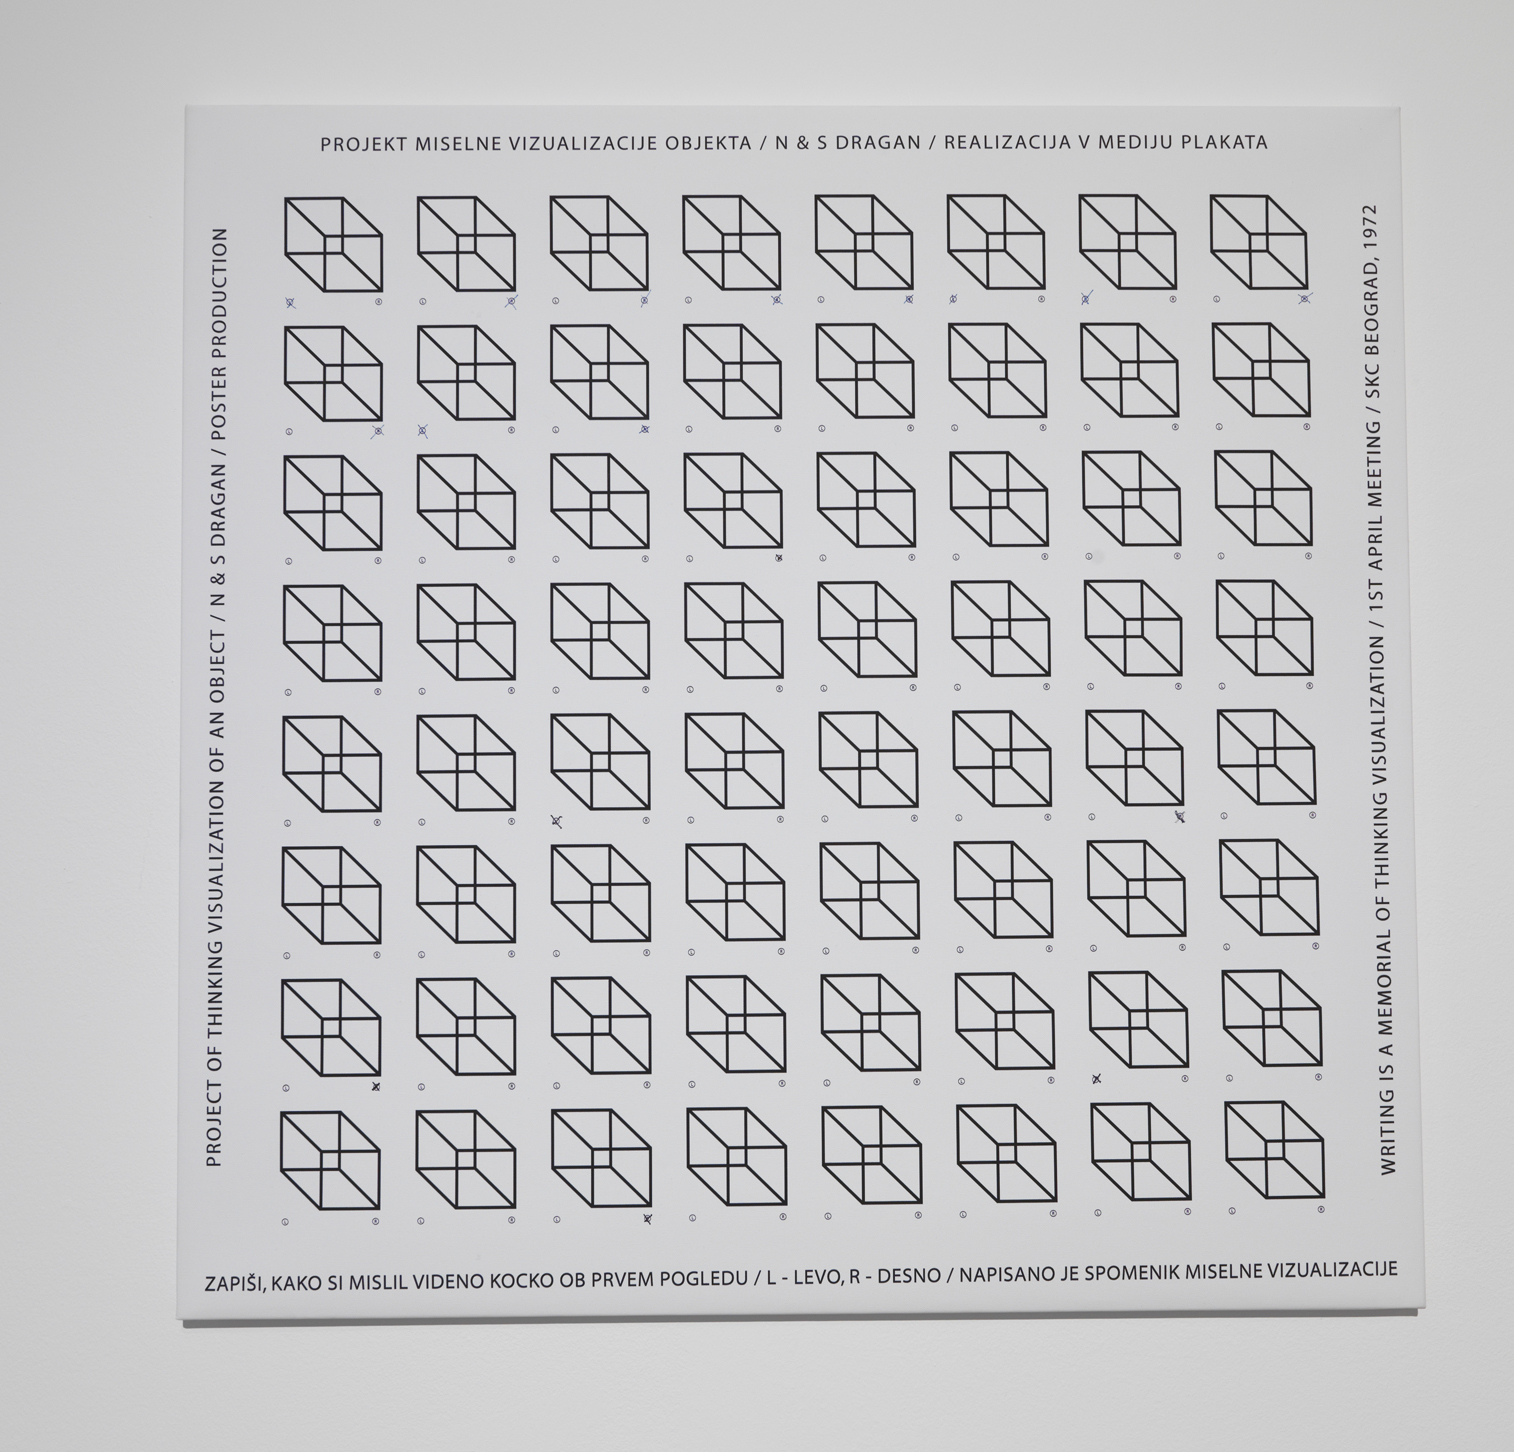 PROJEKT MISELNE VIZUALIZACIJE OBJEKTA / N & S DRAGAN / REALIZACIJA V MEDIJU PLAKATA
PROJECT OF THINKING VISUALIZATION OF AN OBJECT / N & S DRAGAN / POSTER PRODUCTION
WRITING IS A MEMORIAL OF THINKING VISUALIZATION / 1ST APRIL MEETING / SKC BEOGRAD, 1972
ZAPIŠI, KAKO SI MISLIL VIDENO KOCKO OB PRVEM POGLEDU / L - LEVO, R - DESNO / NAPISANO JE SPOMENIK MISELNE VIZUALIZACIJE